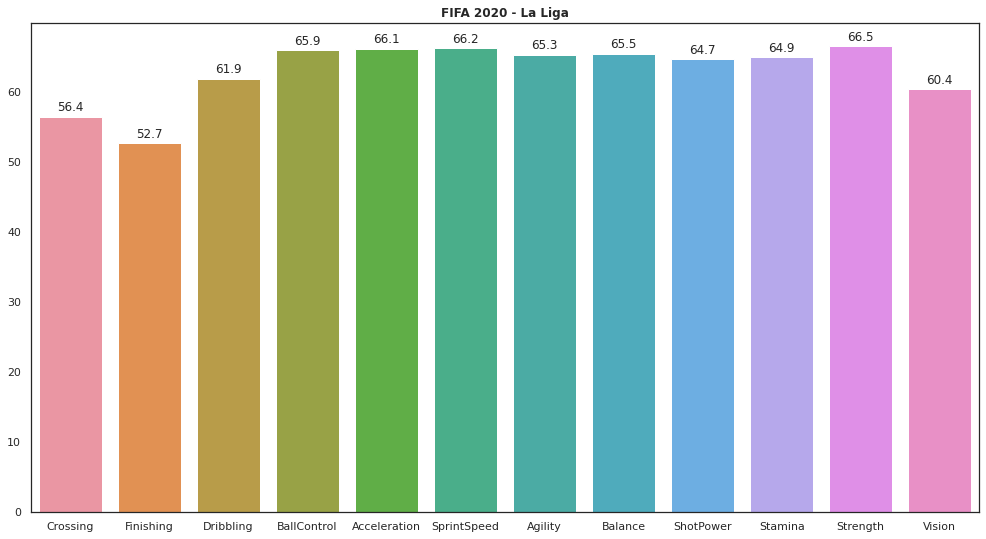 FIFA 2020 - La Liga
56.4
52.7
61.9
65.9
66.1
66.2
65.3
65.5
64.7
64.9
66.5
60.4
60
50
40
30
20
10
0
Crossing
Finishing
Dribbling
BallControl
Acceleration
SprintSpeed
Agility
Balance
ShotPower
Stamina
Strength
Vision